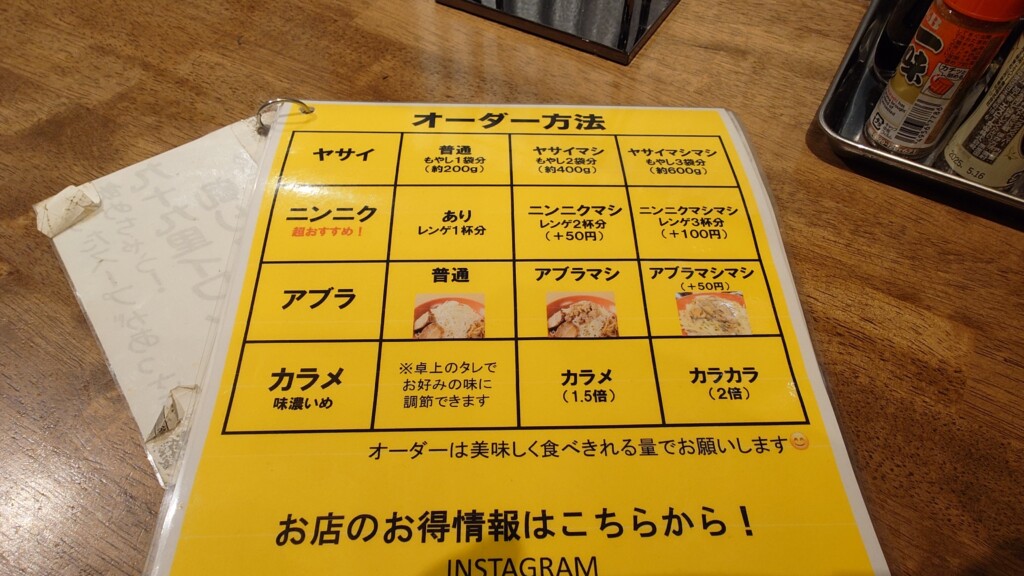 オーダー方法
ヤサイ
普通
もやし1袋分
(約200g)
ヤサイマシ
もやし2袋分
(約400g)
ヤサイマシマシ
もやし3袋分
(約600g)
ニンニク
超おすすめ！
あり
レンゲ1杯分
ニンニクマシ
レンゲ2杯分
(＋50円)
ニンニクマシマシ
レンゲ3杯分
(＋100円)
アブラ
普通
アブラマシ
アブラマシマシ
(＋50円)
カラメ
味濃いめ
※卓上のタレで
お好みの味に
調節できます
カラメ
(1.5倍)
カラカラ
(2倍)
オーダーは美味しく食べきれる量でお願いします😊
お店のお得情報はこちらから！
INSTAGRAM
一味
5.16